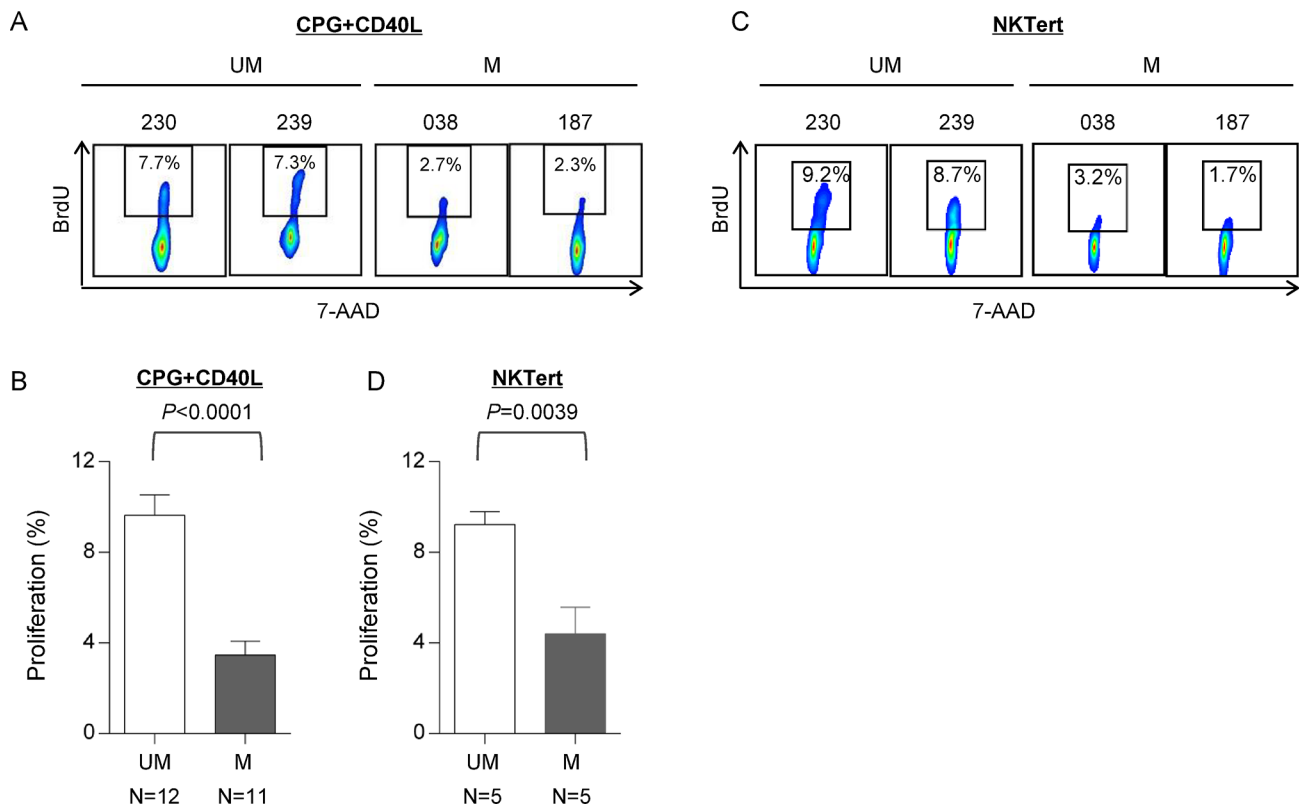 A
CPG+CD40L
UM M
230 239 038 187
7.7% 7.3% 2.7% 2.3%
BrdU
7-AAD
C
NKTert
UM M
230 239 038 187
9.2% 8.7% 3.2% 1.7%
BrdU
7-AAD
B
CPG+CD40L
P<0.0001
Proliferation (%)
12
8
4
0
UM M
N=12 N=11
D
NKTert
P=0.0039
Proliferation (%)
12
8
4
0
UM M
N=5 N=5